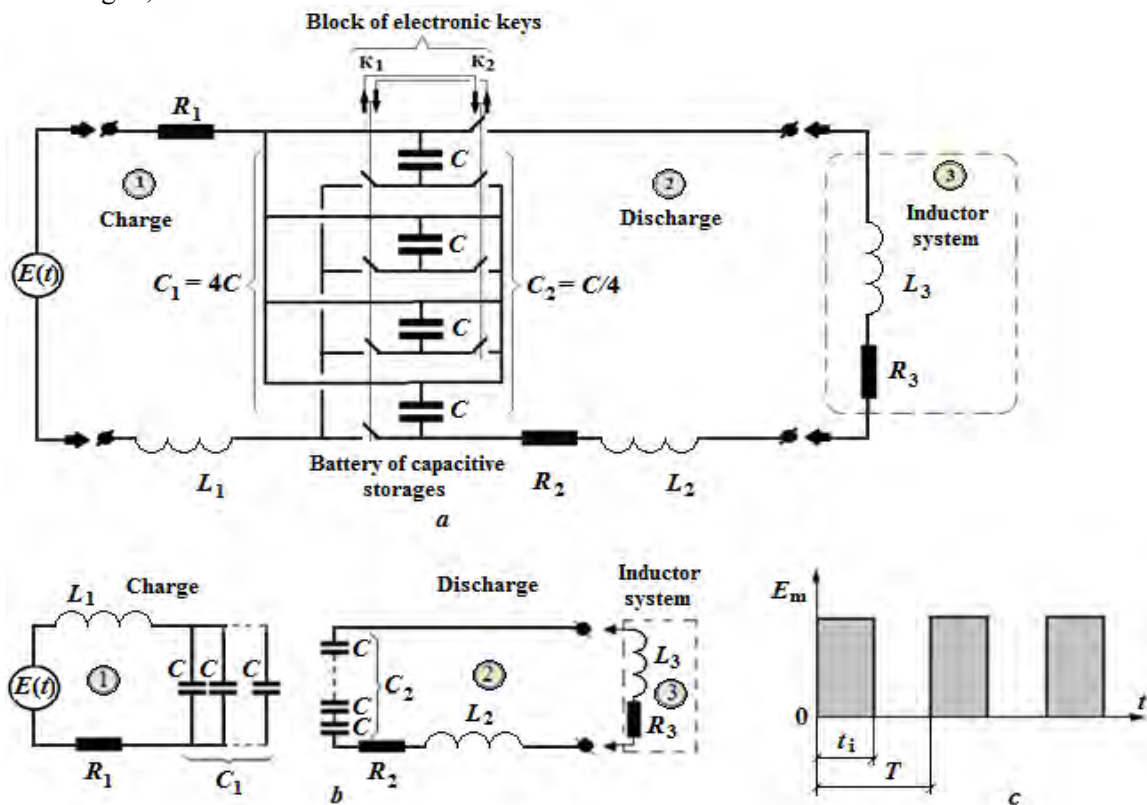 Block of electronic keys
K1 K2
R1
C
1
2
3
Charge
Discharge
Inductor
system
C
E(t)
C1 = 4C
C2 = C/4
L3
C
R3
C
L1
Battery of capacitive
storages
R2
L2
a
Charge
Discharge
Inductor
system
L1
Em
C
C2
2
L3
E(t)
1
C C C
L2
3
C
C
R3
0
t
R1
C1
R2
b
ti
T
c